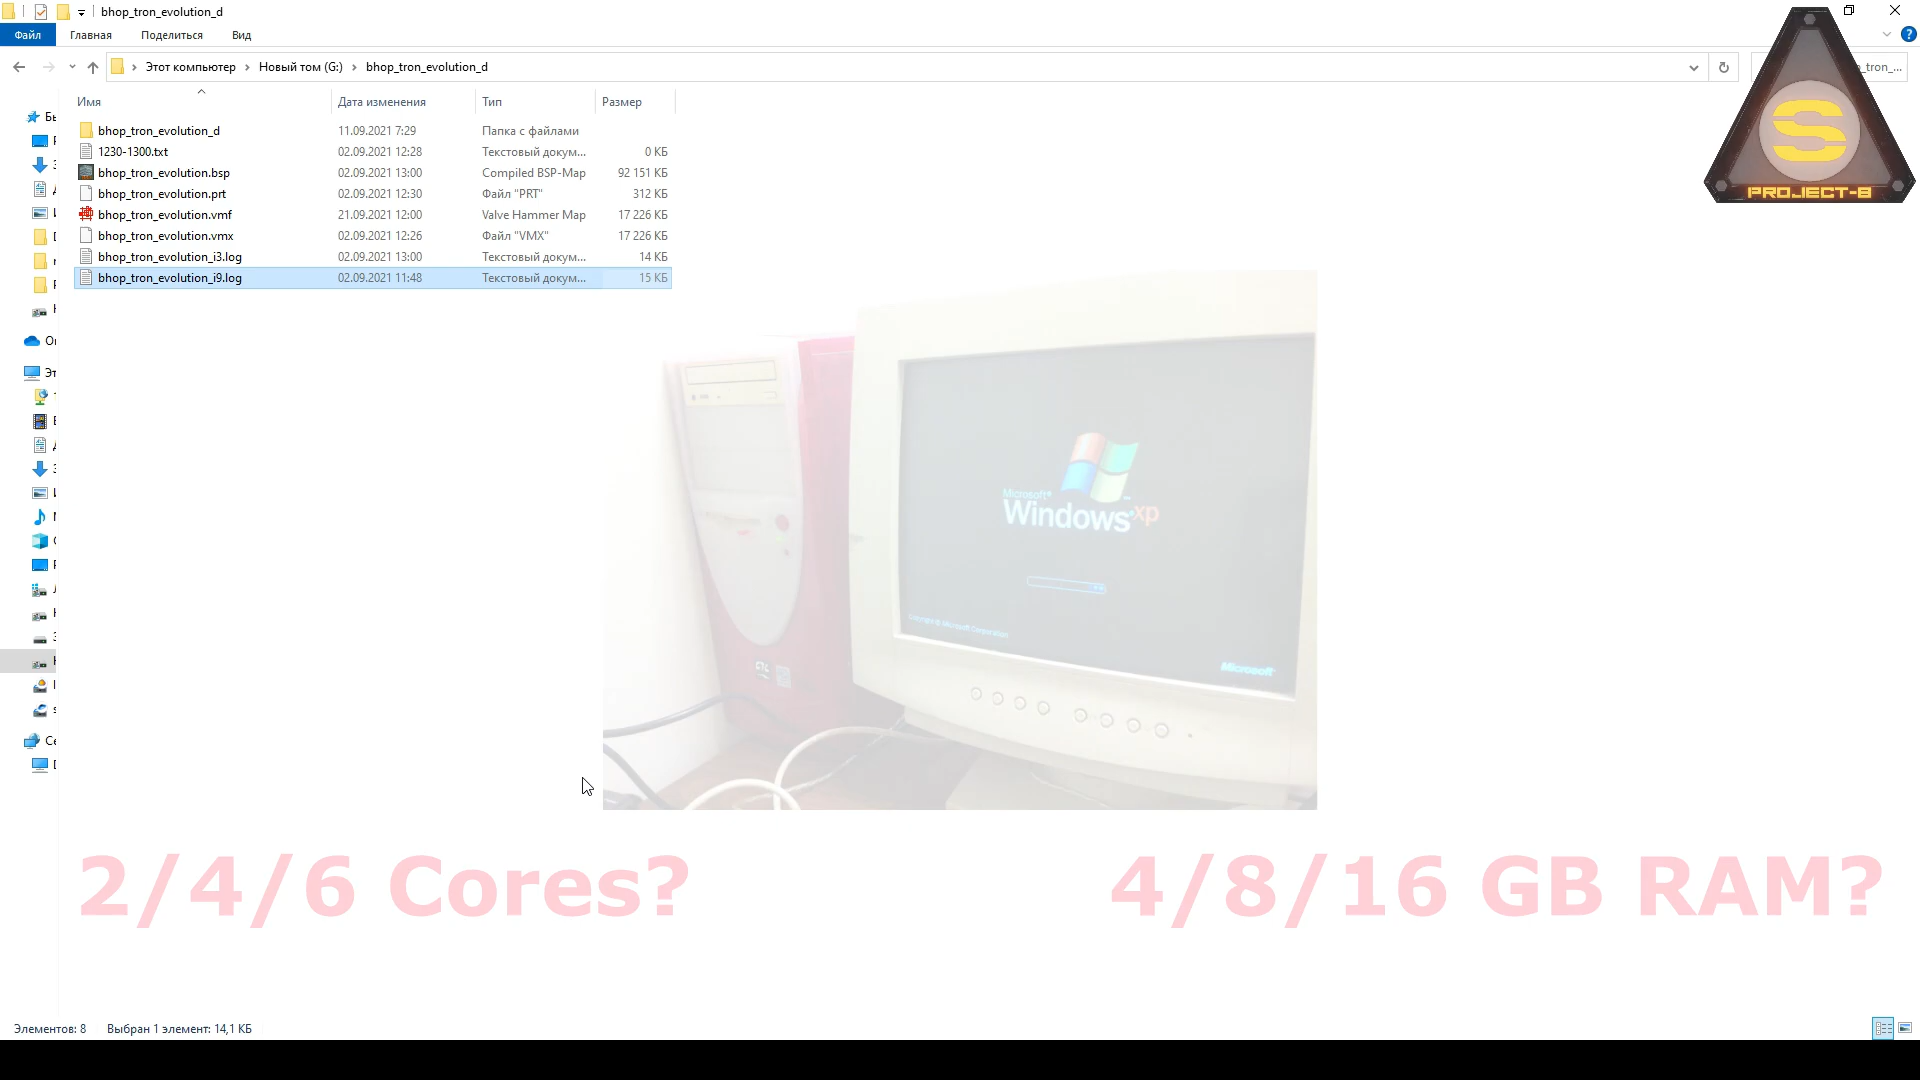 bhop_tron_evolution_d
Файл
Главная
Поделиться
Вид
Этот компьютер
Новый том (G:)
bhop_tron_evolution_d
_tron_...
Имя
Дата изменения
Тип
Размер
bhop_tron_evolution_d 11.09.2021 7:29 Папка с файлами
1230-1300.txt 02.09.2021 12:28 Текстовый докум... 0 КБ
bhop_tron_evolution.bsp 02.09.2021 13:00 Compiled BSP-Map 92 151 КБ
bhop_tron_evolution.prt 02.09.2021 12:30 Файл "PRT" 312 КБ
bhop_tron_evolution.vmf 21.09.2021 12:00 Valve Hammer Map 17 226 КБ
bhop_tron_evolution.vmx 02.09.2021 12:26 Файл "VMX" 17 226 КБ
bhop_tron_evolution_i3.log 02.09.2021 13:00 Текстовый докум... 14 КБ
bhop_tron_evolution_i9.log 02.09.2021 11:48 Текстовый докум... 15 КБ
S
PROJECT-8
Microsoft
Windows xp
Copyright © Microsoft Corporation
Microsoft
2/4/6 Cores?
4/8/16 GB RAM?
Элементов: 8
Выбран 1 элемент: 14,1 КБ